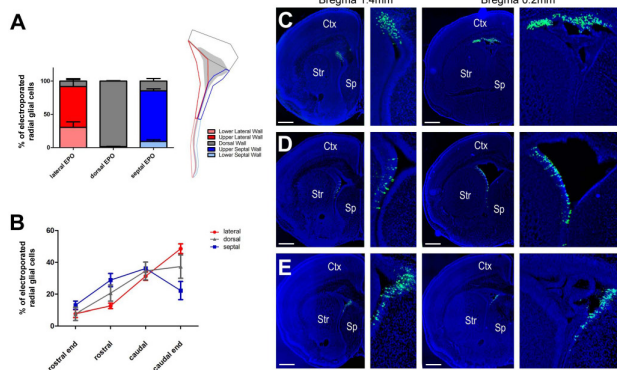 Bregma 1.4mm
Bregma 0.2mm
A
% of electroporated
radial glial cells
100
50
0
lateral EPO
dorsal EPO
septal EPO
Lower Lateral Wall
Upper Lateral Wall
Dorsal Wall
Upper Septal Wall
Lower Septal Wall
B
% of electroporated
radial glial cells
60
40
20
0
rostral end
rostral
caudal
caudal end
lateral
dorsal
septal
C
Ctx
Str
Sp
Ctx
Str
Sp
D
Ctx
Str
Sp
Ctx
Str
Sp
E
Ctx
Str
Sp
Ctx
Str
Sp